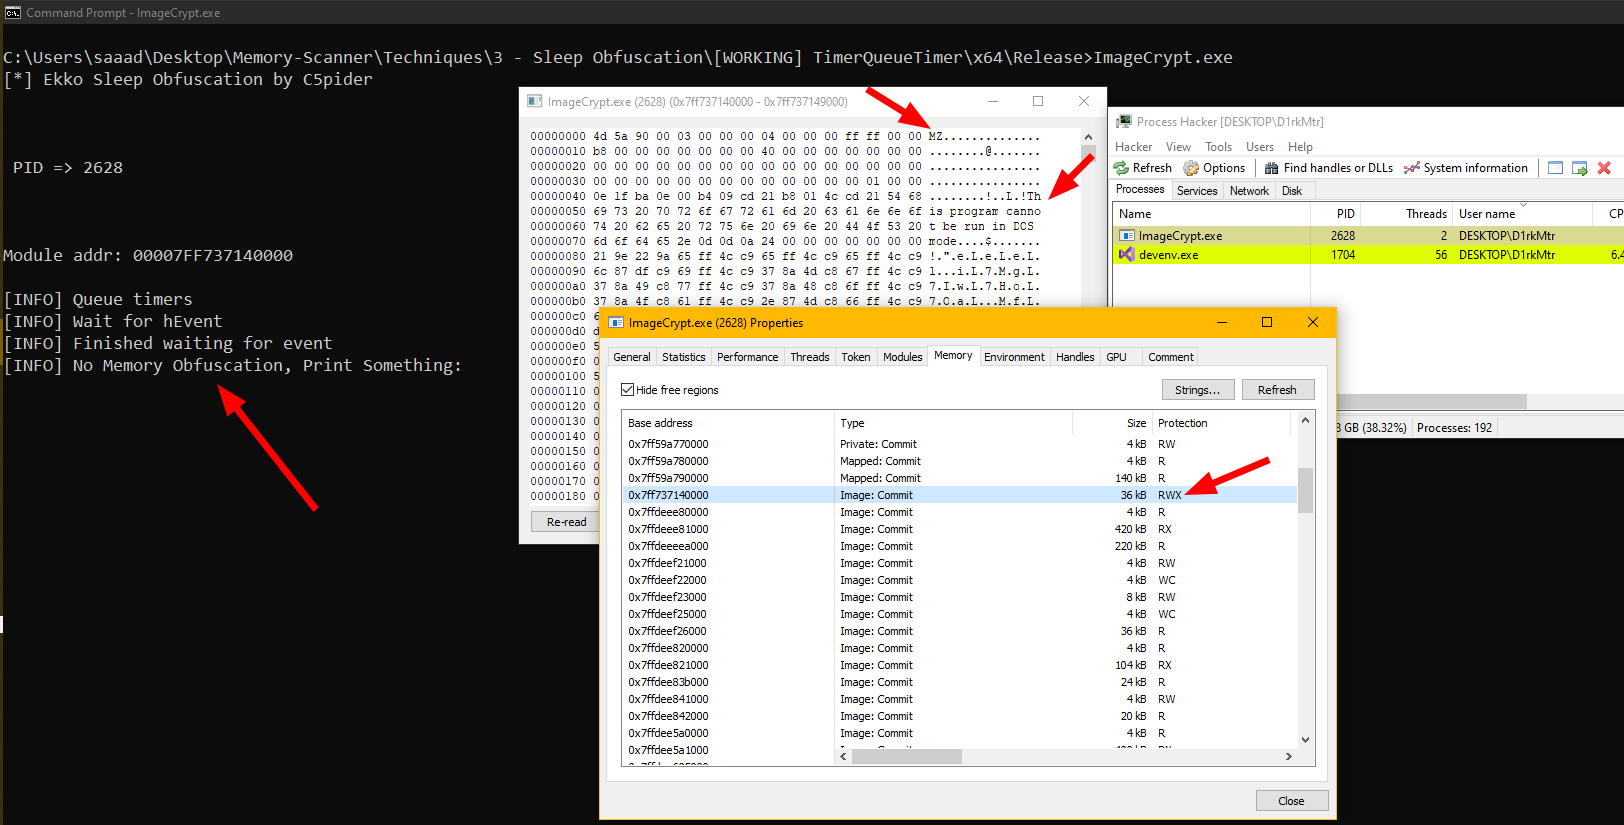 Command Prompt - ImageCrypt.exe
C:\Users\saaad\Desktop\Memory-Scanner\Techniques\3 - Sleep Obfuscation\[WORKING] TimerQueueTimer\x64\Release>ImageCrypt.exe
[*] Ekko Sleep Obfuscation by C5pider
PID => 2628
Module addr: 00007FF737140000
[INFO] Queue timers
[INFO] Wait for hEvent
[INFO] Finished waiting for event
[INFO] No Memory Obfuscation, Print Something:
ImageCrypt.exe (2628) (0x7ff737140000 - 0x7ff737149000)
00000000 4d 5a 90 00 03 00 00 00 04 00 00 00 ff ff 00 00 MZ..............
00000010 b8 00 00 00 00 00 00 00 40 00 00 00 00 00 00 00 ........@.......
00000020 00 00 00 00 00 00 00 00 00 00 00 00 00 00 00 00 ................
00000030 00 00 00 00 00 00 00 00 00 00 00 00 00 01 00 00 ................
00000040 0e 1f ba 0e 00 b4 09 cd 21 b8 01 4c cd 21 54 68 ........!..L.!Th
00000050 69 73 20 70 72 6f 67 72 61 6d 20 63 61 6e 6e 6f is program canno
00000060 74 20 62 65 20 72 75 6e 20 69 6e 20 44 4f 53 20 t be run in DOS
00000070 6d 6f 64 65 2e 0d 0d 0a 24 00 00 00 00 00 00 00 mode....$.......
00000080 21 9e 22 9a 65 ff 4c c9 65 ff 4c c9 65 ff 4c c9 !.".e.L.e.L.e.L.
00000090 6c 87 df c9 69 ff 4c c9 37 8a 4d c8 67 ff 4c c9 l...i.L.7.M.g.L.
000000a0 37 8a 49 c8 77 ff 4c c9 37 8a 48 c8 6f ff 4c c9 7.I.w.L.7.H.o.L.
000000b0 37 8a 4f c8 61 ff 4c c9 2e 87 4d c8 66 ff 4c c9 7.O.a.L...M.f.L.
000000c0 6
000000d0 d
000000e0 5
000000f0 0
00000100 5
00000110 0
00000120 0
00000130 0
00000140 0
00000150 0
00000160 0
00000170 0
00000180 0
Re-read
Process Hacker [DESKTOP\D1rkMtr]
Hacker View Tools Users Help
Refresh Options Find handles or DLLs System information
Processes Services Network Disk
Name PID Threads User name CP
ImageCrypt.exe 2628 2 DESKTOP\D1rkMtr
devenv.exe 1704 56 DESKTOP\D1rkMtr 6.4
GB (38.32%) Processes: 192
ImageCrypt.exe (2628) Properties
General Statistics Performance Threads Token Modules Memory Environment Handles GPU Comment
Hide free regions Strings... Refresh
Base address Type Size Protection
0x7ff59a770000 Private: Commit 4 kB RW
0x7ff59a780000 Mapped: Commit 4 kB R
0x7ff59a790000 Mapped: Commit 140 kB R
0x7ff737140000 Image: Commit 36 kB RWX
0x7ffdeee80000 Image: Commit 4 kB R
0x7ffdeee81000 Image: Commit 420 kB RX
0x7ffdeeeea000 Image: Commit 220 kB R
0x7ffdeef21000 Image: Commit 4 kB RW
0x7ffdeef22000 Image: Commit 4 kB WC
0x7ffdeef23000 Image: Commit 8 kB RW
0x7ffdeef25000 Image: Commit 4 kB WC
0x7ffdeef26000 Image: Commit 36 kB R
0x7ffdee820000 Image: Commit 4 kB R
0x7ffdee821000 Image: Commit 104 kB RX
0x7ffdee83b000 Image: Commit 24 kB R
0x7ffdee841000 Image: Commit 4 kB RW
0x7ffdee842000 Image: Commit 20 kB R
0x7ffdee5a0000 Image: Commit 4 kB R
0x7ffdee5a1000 Image: Commit
Close